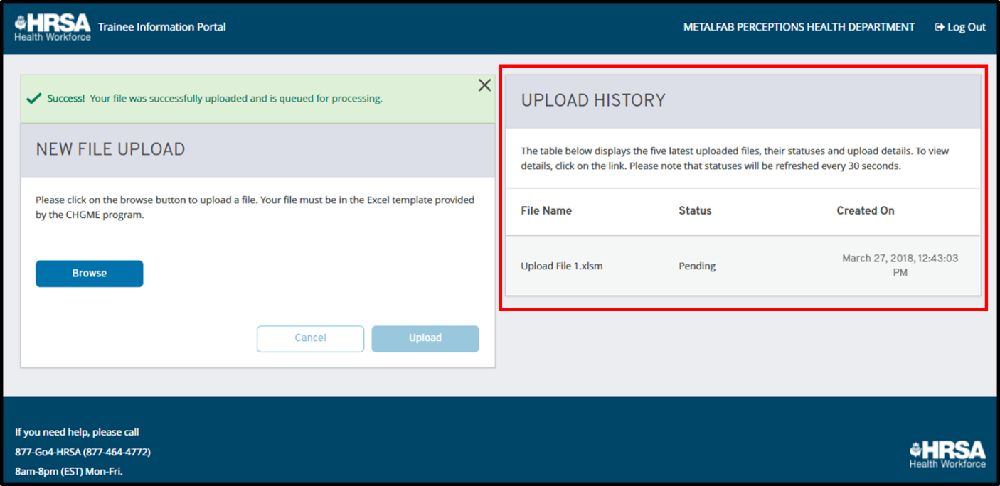 HRSA
Health Workforce
Trainee Information Portal
METALFAB PERCEPTIONS HEALTH DEPARTMENT
Log Out
Success! Your file was successfully uploaded and is queued for processing.
NEW FILE UPLOAD
Please click on the browse button to upload a file. Your file must be in the Excel template provided
by the CHGME program.
Browse
Cancel
Upload
UPLOAD HISTORY
The table below displays the five latest uploaded files, their statuses and upload details. To view
details, click on the link. Please note that statuses will be refreshed every 30 seconds.
File Name Status Created On
Upload File 1.xlsm Pending March 27, 2018, 12:43:03
PM
If you need help, please call
877-Go4-HRSA (877-464-4772)
8am-8pm (EST) Mon-Fri.
HRSA
Health Workforce